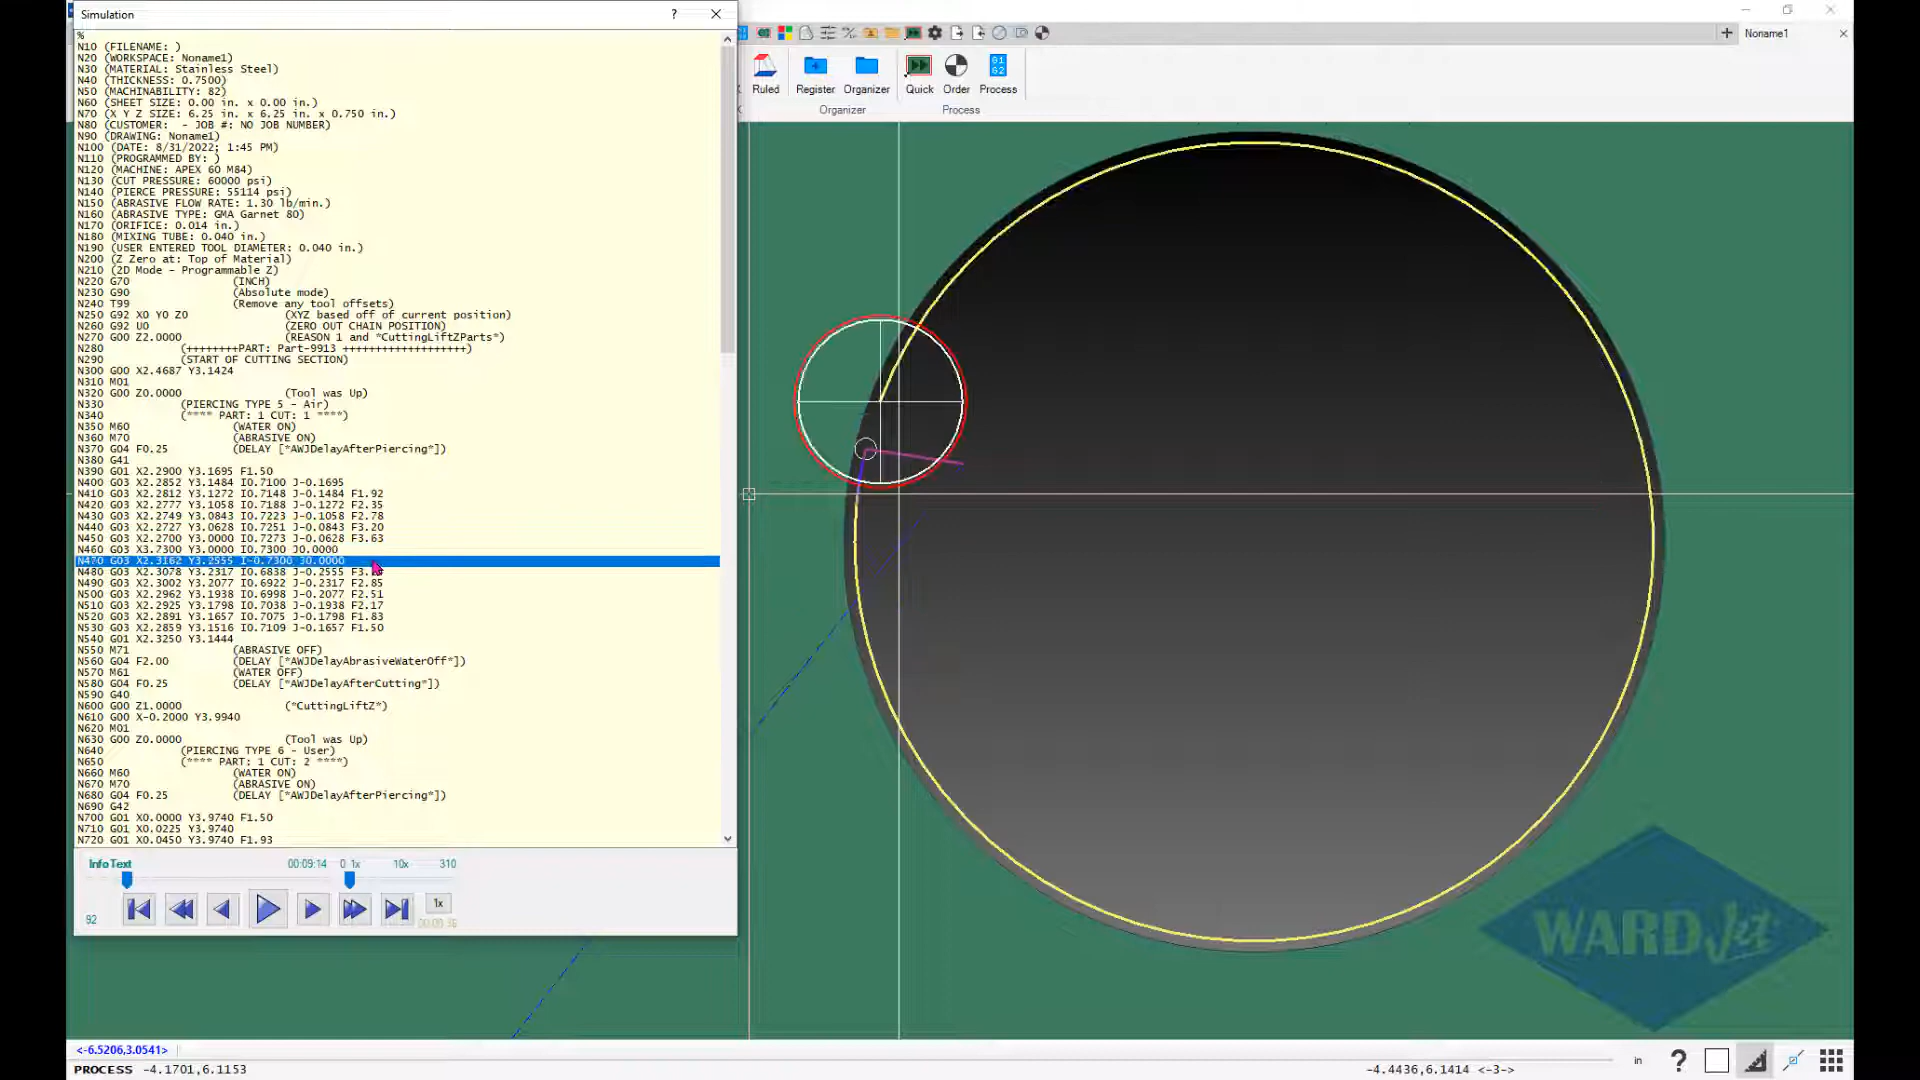 Simulation
?
%
N10 (FILENAME: )
N20 (WORKSPACE: Noname1)
N30 (MATERIAL: Stainless Steel)
N40 (THICKNESS: 0.7500)
N50 (MACHINABILITY: 82)
N60 (SHEET SIZE: 0.00 in. x 0.00 in.)
N70 (X Y Z SIZE: 6.25 in. x 6.25 in. x 0.750 in.)
N80 (CUSTOMER:  - JOB #: NO JOB NUMBER)
N90 (DRAWING: Noname1)
N100 (DATE: 8/31/2022; 1:45 PM)
N110 (PROGRAMMED BY: )
N120 (MACHINE: APEX 60 M84)
N130 (CUT PRESSURE: 60000 psi)
N140 (PIERCE PRESSURE: 55114 psi)
N150 (ABRASIVE FLOW RATE: 1.30 lb/min.)
N160 (ABRASIVE TYPE: GMA Garnet 80)
N170 (ORIFICE: 0.014 in.)
N180 (MIXING TUBE: 0.040 in.)
N190 (USER ENTERED TOOL DIAMETER: 0.040 in.)
N200 (Z Zero at: Top of Material)
N210 (2D Mode - Programmable Z)
N220 G70 (INCH)
N230 G90 (Absolute mode)
N240 T99 (Remove any tool offsets)
N250 G92 X0 Y0 Z0 (XYZ based off of current position)
N260 G92 U0 (ZERO OUT CHAIN POSITION)
N270 G00 Z2.0000 (REASON 1 and *CuttingLiftZParts*)
N280 (++++++++PART: Part-9913 +++++++++++++++++++)
N290 (START OF CUTTING SECTION)
N300 G00 X2.4687 Y3.1424
N310 M01
N320 G00 Z0.0000 (Tool was Up)
N330 (PIERCING TYPE 5 - Air)
N340 (**** PART: 1 CUT: 1 ****)
N350 M60 (WATER ON)
N360 M70 (ABRASIVE ON)
N370 G04 F0.25 (DELAY [*AWJDelayAfterPiercing*])
N380 G41
N390 G01 X2.2900 Y3.1695 F1.50
N400 G03 X2.2852 Y3.1484 I0.7100 J-0.1695
N410 G03 X2.2812 Y3.1272 I0.7148 J-0.1484 F1.92
N420 G03 X2.2777 Y3.1058 I0.7188 J-0.1272 F2.35
N430 G03 X2.2749 Y3.0843 I0.7223 J-0.1058 F2.78
N440 G03 X2.2727 Y3.0628 I0.7251 J-0.0843 F3.20
N450 G03 X2.2700 Y3.0000 I0.7273 J-0.0628 F3.63
N460 G03 X3.7300 Y3.0000 I0.7300 J0.0000
N470 G03 X2.3162 Y3.2555 I-0.7300 J0.0000
N480 G03 X2.3078 Y3.2317 I0.6838 J-0.2555
N490 G03 X2.3002 Y3.2077 I0.6922 J-0.2317 F2.85
N500 G03 X2.2962 Y3.1938 I0.6998 J-0.2077 F2.51
N510 G03 X2.2925 Y3.1798 I0.7038 J-0.1938 F2.17
N520 G03 X2.2891 Y3.1657 I0.7075 J-0.1798 F1.83
N530 G03 X2.2859 Y3.1516 I0.7109 J-0.1657 F1.50
N540 G01 X2.3250 Y3.1444
N550 M71 (ABRASIVE OFF)
N560 G04 F2.00 (DELAY [*AWJDelayAbrasiveWaterOff*])
N570 M61 (WATER OFF)
N580 G04 F0.25 (DELAY [*AWJDelayAfterCutting*])
N590 G40
N600 G00 Z1.0000 (*CuttingLiftZ*)
N610 G00 X-0.2000 Y3.9940
N620 M01
N630 G00 Z0.0000 (Tool was Up)
N640 (PIERCING TYPE 6 - User)
N650 (**** PART: 1 CUT: 2 ****)
N660 M60 (WATER ON)
N670 M70 (ABRASIVE ON)
N680 G04 F0.25 (DELAY [*AWJDelayAfterPiercing*])
N690 G42
N700 G01 X0.0000 Y3.9740 F1.50
N710 G01 X0.0225 Y3.9740
N720 G01 X0.0450 Y3.9740 F1.93
Info Text 00:09:14 0 1x 10x 310
92
1x
Noname1
Ruled Register Organizer Quick Order Process
Organizer Process
WARDJet
<-6.5206,3.0541>
PROCESS -4.1701,6.1153
-4.4436,6.1414 <-3->
in
?